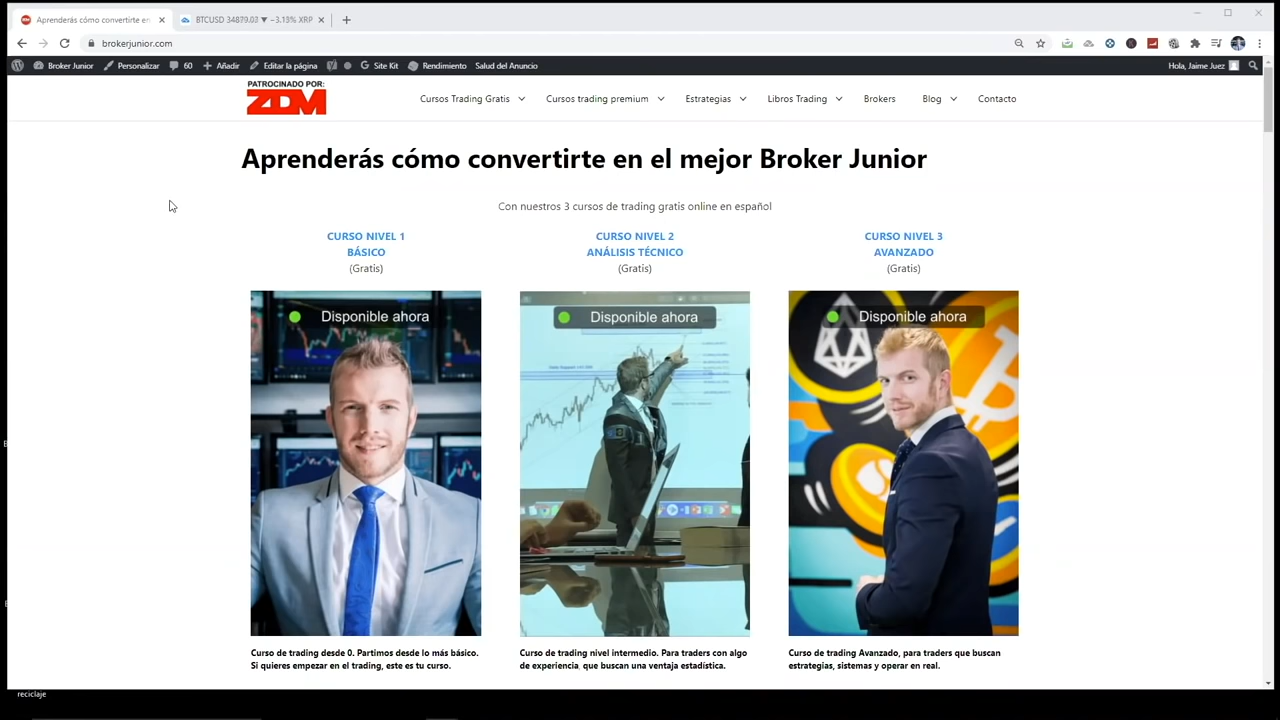 Aprenderás cómo convertirte en
BTCUSD 34879.03 ▼ −3.13% XRP
brokerjunior.com
Broker Junior
Personalizar
60
Añadir
Editar la página
Site Kit
Rendimiento
Salud del Anuncio
Hola, Jaime Juez
PATROCINADO POR:
ZDM
Cursos Trading Gratis
Cursos trading premium
Estrategias
Libros Trading
Brokers
Blog
Contacto
Aprenderás cómo convertirte en el mejor Broker Junior
Con nuestros 3 cursos de trading gratis online en español
CURSO NIVEL 1
BÁSICO
(Gratis)
CURSO NIVEL 2
ANÁLISIS TÉCNICO
(Gratis)
CURSO NIVEL 3
AVANZADO
(Gratis)
Disponible ahora
Disponible ahora
Disponible ahora
Curso de trading desde 0. Partimos desde lo más básico.
Si quieres empezar en el trading, este es tu curso.
Curso de trading nivel intermedio. Para traders con algo
de experiencia que buscan una ventaja estadística.
Curso de trading Avanzado, para traders que buscan
estrategias, sistemas y operar en real.
reciclaje